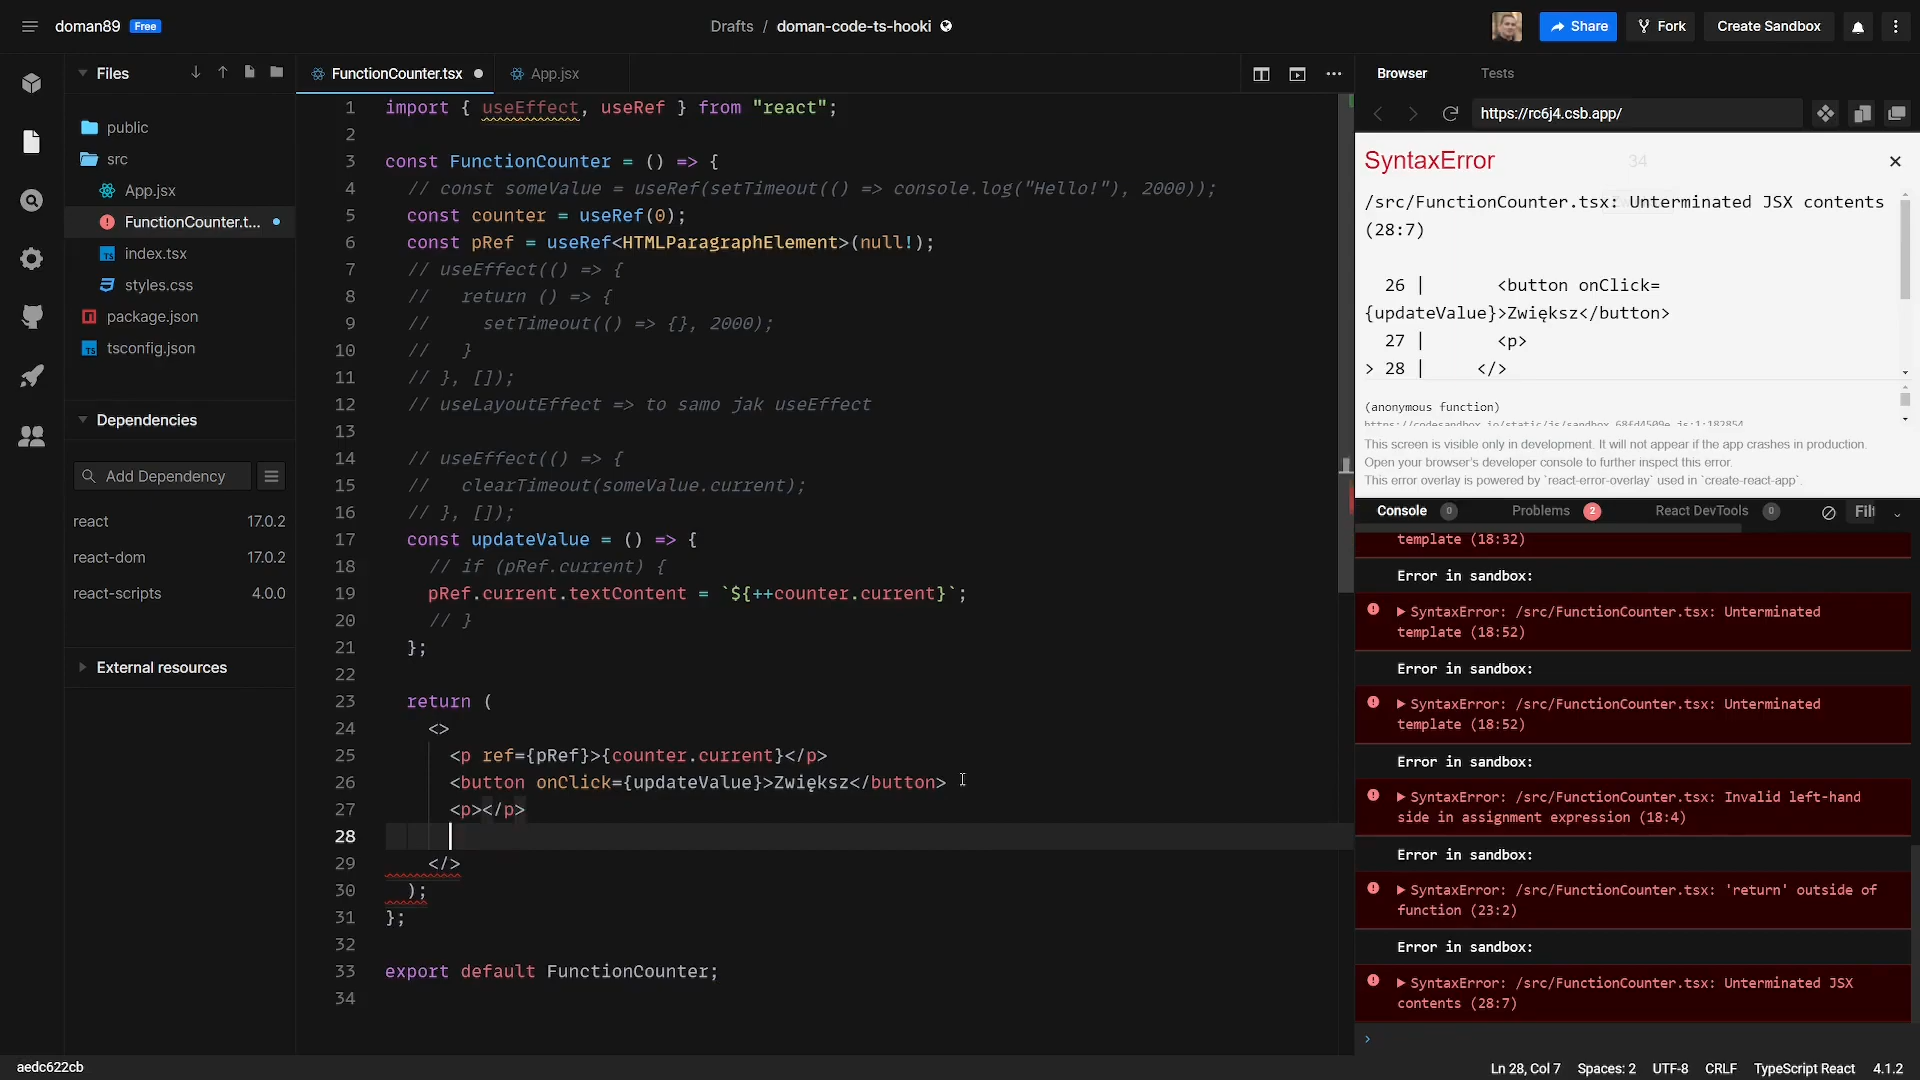 doman89 Free
Drafts / doman-code-ts-hooki
Share
Fork
Create Sandbox
Files
public
src
App.jsx
FunctionCounter.t...
index.tsx
styles.css
package.json
tsconfig.json
Dependencies
Add Dependency
react 17.0.2
react-dom 17.0.2
react-scripts 4.0.0
External resources
FunctionCounter.tsx
App.jsx
1 import { useEffect, useRef } from "react";
2
3 const FunctionCounter = () => {
4 // const someValue = useRef(setTimeout(() => console.log("Hello!"), 2000));
5 const counter = useRef(0);
6 const pRef = useRef<HTMLParagraphElement>(null!);
7 // useEffect(() => {
8 //   return () => {
9 //     setTimeout(() => {}, 2000);
10 //   }
11 // }, []);
12 // useLayoutEffect => to samo jak useEffect
13
14 // useEffect(() => {
15 //   clearTimeout(someValue.current);
16 // }, []);
17 const updateValue = () => {
18 // if (pRef.current) {
19 pRef.current.textContent = `${++counter.current}`;
20 // }
21 };
22
23 return (
24 <>
25 <p ref={pRef}>{counter.current}</p>
26 <button onClick={updateValue}>Zwiększ</button>
27 <p></p>
28
29 </>
30 );
31 };
32
33 export default FunctionCounter;
34
Browser
Tests
https://rc6j4.csb.app/
SyntaxError
34
/src/FunctionCounter.tsx: Unterminated JSX contents
(28:7)
26 | <button onClick=
{updateValue}>Zwiększ</button>
27 | <p>
> 28 | </>
(anonymous function)
This screen is visible only in development. It will not appear if the app crashes in production.
Open your browser's developer console to further inspect this error.
This error overlay is powered by `react-error-overlay` used in `create-react-app`.
Console 0
Problems 2
React DevTools 0
Filt
template (18:32)
Error in sandbox:
SyntaxError: /src/FunctionCounter.tsx: Unterminated
template (18:52)
Error in sandbox:
SyntaxError: /src/FunctionCounter.tsx: Unterminated
template (18:52)
Error in sandbox:
SyntaxError: /src/FunctionCounter.tsx: Invalid left-hand
side in assignment expression (18:4)
Error in sandbox:
SyntaxError: /src/FunctionCounter.tsx: 'return' outside of
function (23:2)
Error in sandbox:
SyntaxError: /src/FunctionCounter.tsx: Unterminated JSX
contents (28:7)
aedc622cb
Ln 28, Col 7
Spaces: 2
UTF-8
CRLF
TypeScript React
4.1.2